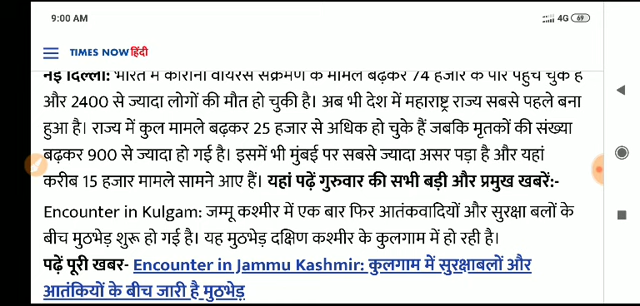 9:00 AM 4G 69
TIMES NOW हिंदी
नई दिल्ली: भारत में कोरोना वायरस संक्रमण के मामले बढ़कर 74 हजार के पार पहुंच चुके हैं
और 2400 से ज्यादा लोगों की मौत हो चुकी है। अब भी देश में महाराष्ट्र राज्य सबसे पहले बना
हुआ है। राज्य में कुल मामले बढ़कर 25 हजार से अधिक हो चुके हैं जबकि मृतकों की संख्या
बढ़कर 900 से ज्यादा हो गई है। इसमें भी मुंबई पर सबसे ज्यादा असर पड़ा है और यहां
करीब 15 हजार मामले सामने आए हैं। यहां पढ़ें गुरुवार की सभी बड़ी और प्रमुख खबरें:-
Encounter in Kulgam: जम्मू कश्मीर में एक बार फिर आतंकवादियों और सुरक्षा बलों के
बीच मुठभेड़ शुरू हो गई है। यह मुठभेड़ दक्षिण कश्मीर के कुलगाम में हो रही है।
पढ़ें पूरी खबर- Encounter in Jammu Kashmir: कुलगाम में सुरक्षाबलों और
आतंकियों के बीच जारी है मुठभेड़